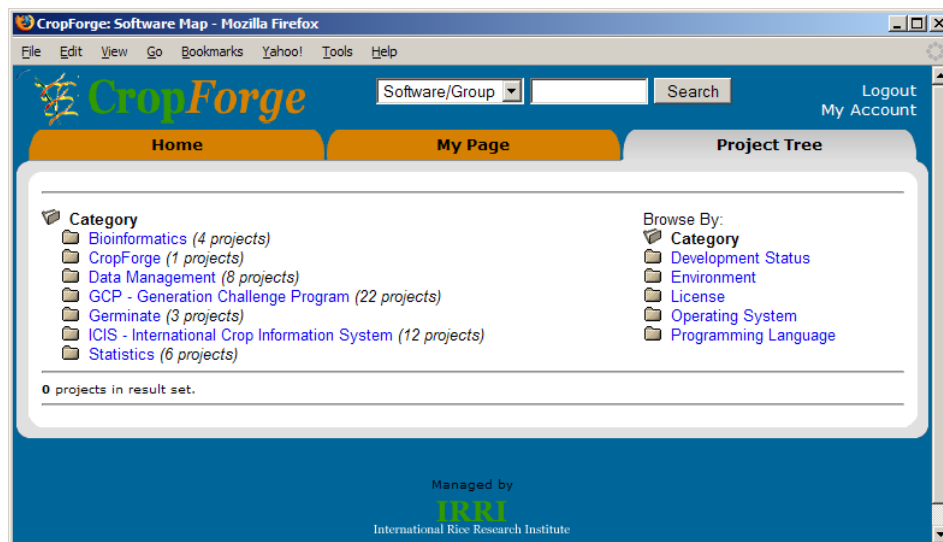 CropForge: Software Map - Mozilla Firefox
File Edit View Go Bookmarks Yahoo! Tools Help
CropForge
Software/Group Search
Logout
My Account
Home My Page Project Tree
Category
Bioinformatics (4 projects)
CropForge (1 projects)
Data Management (8 projects)
GCP - Generation Challenge Program (22 projects)
Germinate (3 projects)
ICIS - International Crop Information System (12 projects)
Statistics (6 projects)
Browse By:
Category
Development Status
Environment
License
Operating System
Programming Language
0 projects in result set.
Managed by
IRRI
International Rice Research Institute